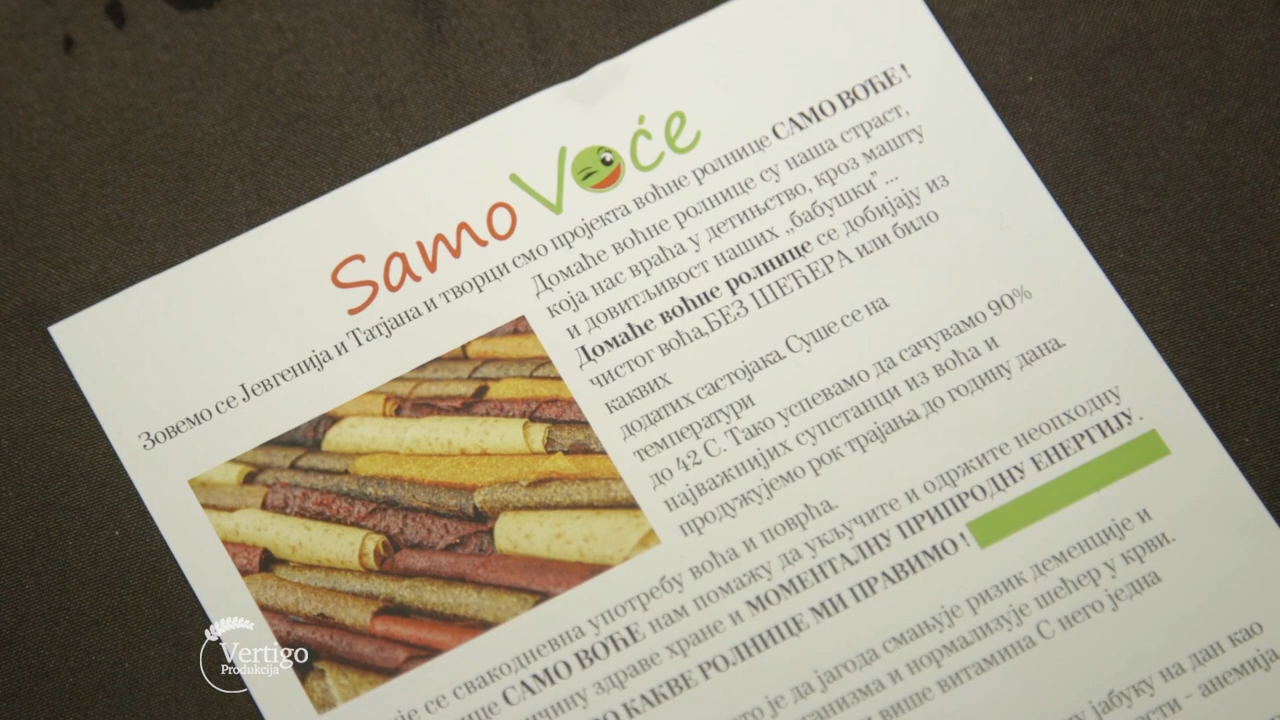 Samo Voće
Зовемо се Јевгенија и Татјана и творци смо пројекта воћне ролнице САМО ВОЋЕ!
Домаће воћне ролнице су наша страст,
која нас враћа у детињство, кроз машту
и довитљивост наших „бабушки” ...
Домаће воћне ролнице се добијају из
чистог воћа,БЕЗ ШЕЋЕРА или било
каквих
додатих састојака. Суше се на
температури
до 42 С. Тако успевамо да сачувамо 90%
најважнијих супстанци из воћа и
продужујемо рок трајања до годину дана.
је се свакодневна употребу воћа и поврћа.
САМО ВОЋЕ нам помажу да укључите и одржите неопходну
здраве хране и МОМЕНТАЛНУ ПРИРОДНУ ЕНЕРГИЈУ.
КАКВЕ РОЛНИЦЕ МИ ПРАВИМО !
је да јагода смањује ризик деменције и
и нормализује шећер у крви.
више витамина С него једна
јабуку на дан као
- анемија
Vertigo
Produkcija